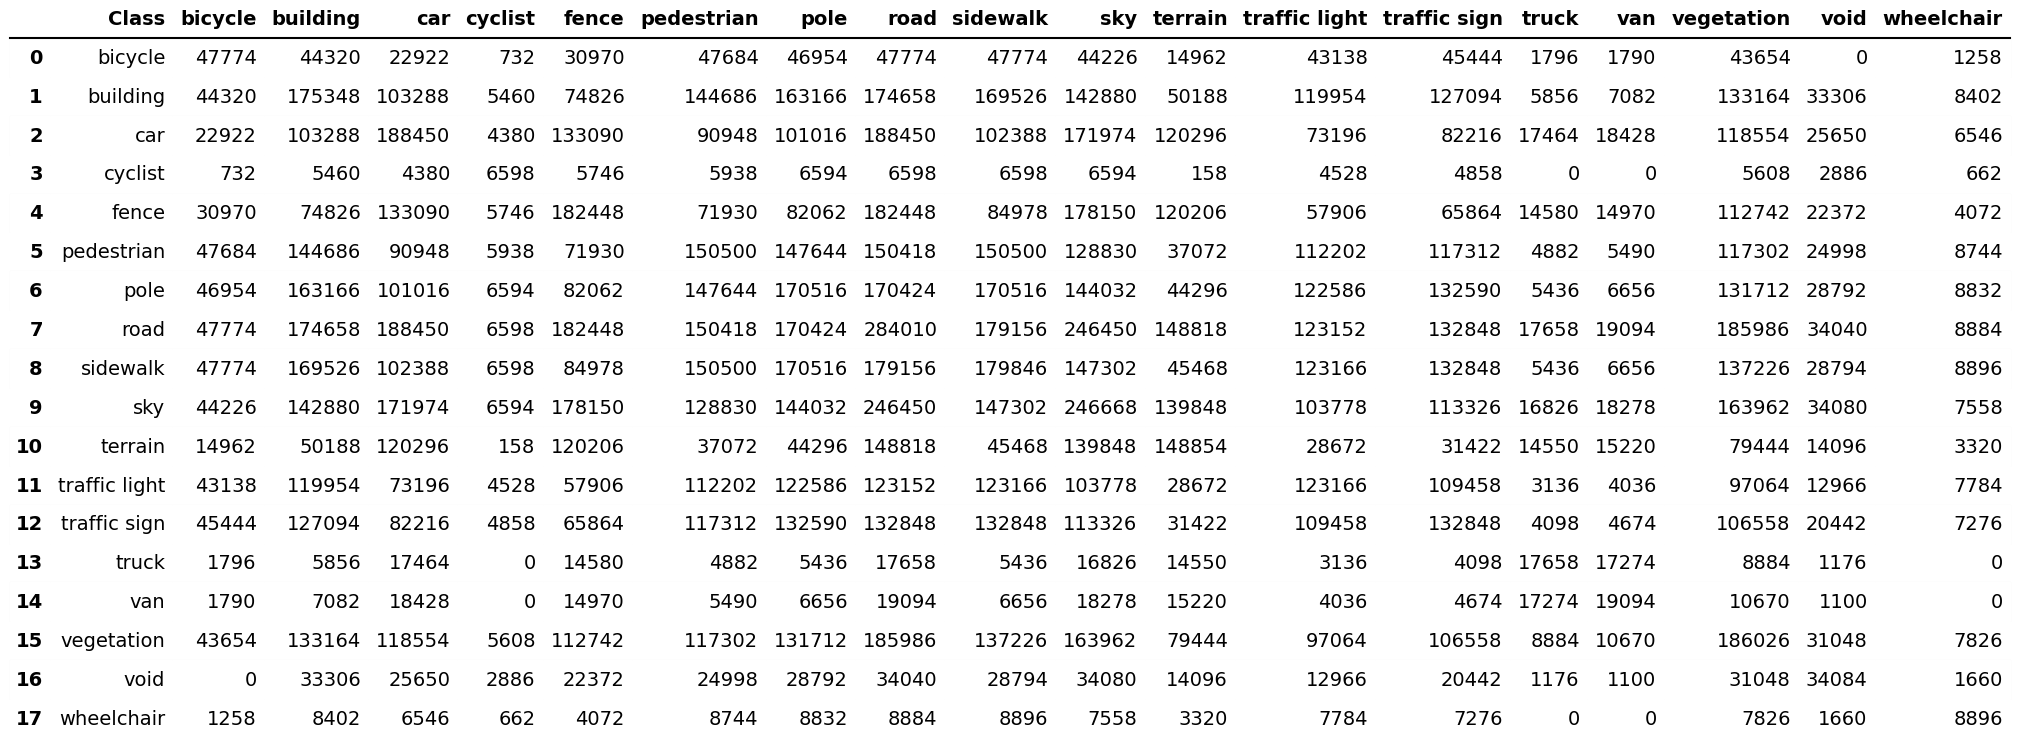 Class bicycle building car cyclist fence pedestrian pole road sidewalk sky terrain traffic light traffic sign truck van vegetation void wheelchair
0 bicycle 47774 44320 22922 732 30970 47684 46954 47774 47774 44226 14962 43138 45444 1796 1790 43654 0 1258
1 building 44320 175348 103288 5460 74826 144686 163166 174658 169526 142880 50188 119954 127094 5856 7082 133164 33306 8402
2 car 22922 103288 188450 4380 133090 90948 101016 188450 102388 171974 120296 73196 82216 17464 18428 118554 25650 6546
3 cyclist 732 5460 4380 6598 5746 5938 6594 6598 6598 6594 158 4528 4858 0 0 5608 2886 662
4 fence 30970 74826 133090 5746 182448 71930 82062 182448 84978 178150 120206 57906 65864 14580 14970 112742 22372 4072
5 pedestrian 47684 144686 90948 5938 71930 150500 147644 150418 150500 128830 37072 112202 117312 4882 5490 117302 24998 8744
6 pole 46954 163166 101016 6594 82062 147644 170516 170424 170516 144032 44296 122586 132590 5436 6656 131712 28792 8832
7 road 47774 174658 188450 6598 182448 150418 170424 284010 179156 246450 148818 123152 132848 17658 19094 185986 34040 8884
8 sidewalk 47774 169526 102388 6598 84978 150500 170516 179156 179846 147302 45468 123166 132848 5436 6656 137226 28794 8896
9 sky 44226 142880 171974 6594 178150 128830 144032 246450 147302 246668 139848 103778 113326 16826 18278 163962 34080 7558
10 terrain 14962 50188 120296 158 120206 37072 44296 148818 45468 139848 148854 28672 31422 14550 15220 79444 14096 3320
11 traffic light 43138 119954 73196 4528 57906 112202 122586 123152 123166 103778 28672 123166 109458 3136 4036 97064 12966 7784
12 traffic sign 45444 127094 82216 4858 65864 117312 132590 132848 132848 113326 31422 109458 132848 4098 4674 106558 20442 7276
13 truck 1796 5856 17464 0 14580 4882 5436 17658 5436 16826 14550 3136 4098 17658 17274 8884 1176 0
14 van 1790 7082 18428 0 14970 5490 6656 19094 6656 18278 15220 4036 4674 17274 19094 10670 1100 0
15 vegetation 43654 133164 118554 5608 112742 117302 131712 185986 137226 163962 79444 97064 106558 8884 10670 186026 31048 7826
16 void 0 33306 25650 2886 22372 24998 28792 34040 28794 34080 14096 12966 20442 1176 1100 31048 34084 1660
17 wheelchair 1258 8402 6546 662 4072 8744 8832 8884 8896 7558 3320 7784 7276 0 0 7826 1660 8896